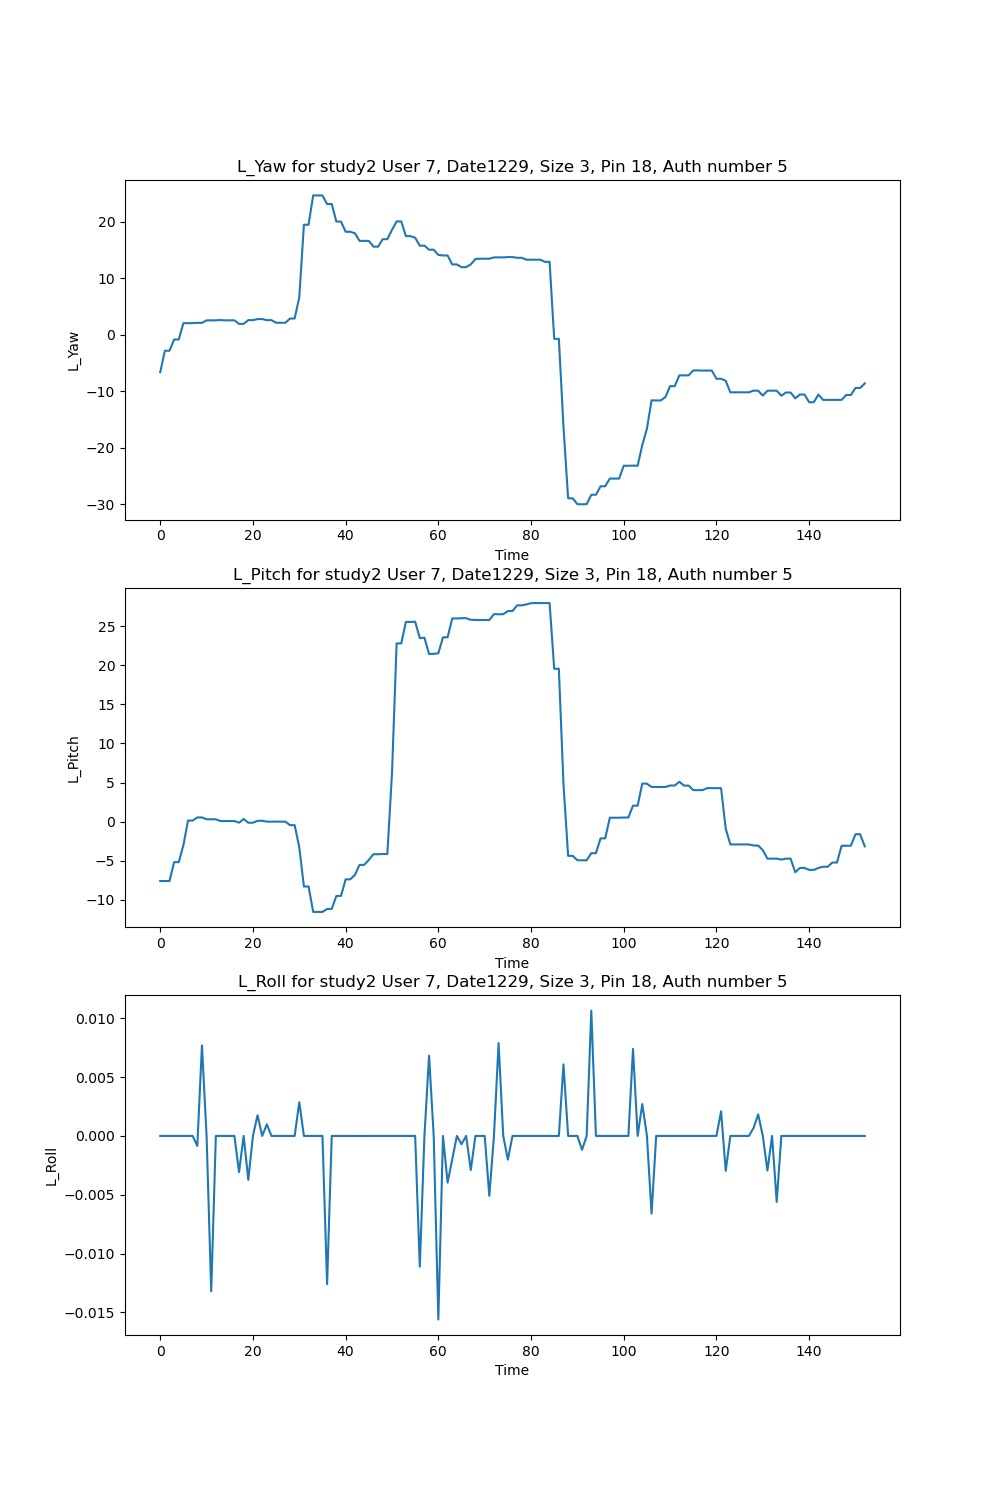 L_Yaw for study2 User 7, Date1229, Size 3, Pin 18, Auth number 5
20
10
0
−10
−20
−30
L_Yaw
0 20 40 60 80 100 120 140
Time
L_Pitch for study2 User 7, Date1229, Size 3, Pin 18, Auth number 5
25
20
15
10
5
0
−5
−10
L_Pitch
0 20 40 60 80 100 120 140
Time
L_Roll for study2 User 7, Date1229, Size 3, Pin 18, Auth number 5
0.010
0.005
0.000
−0.005
−0.010
−0.015
L_Roll
0 20 40 60 80 100 120 140
Time